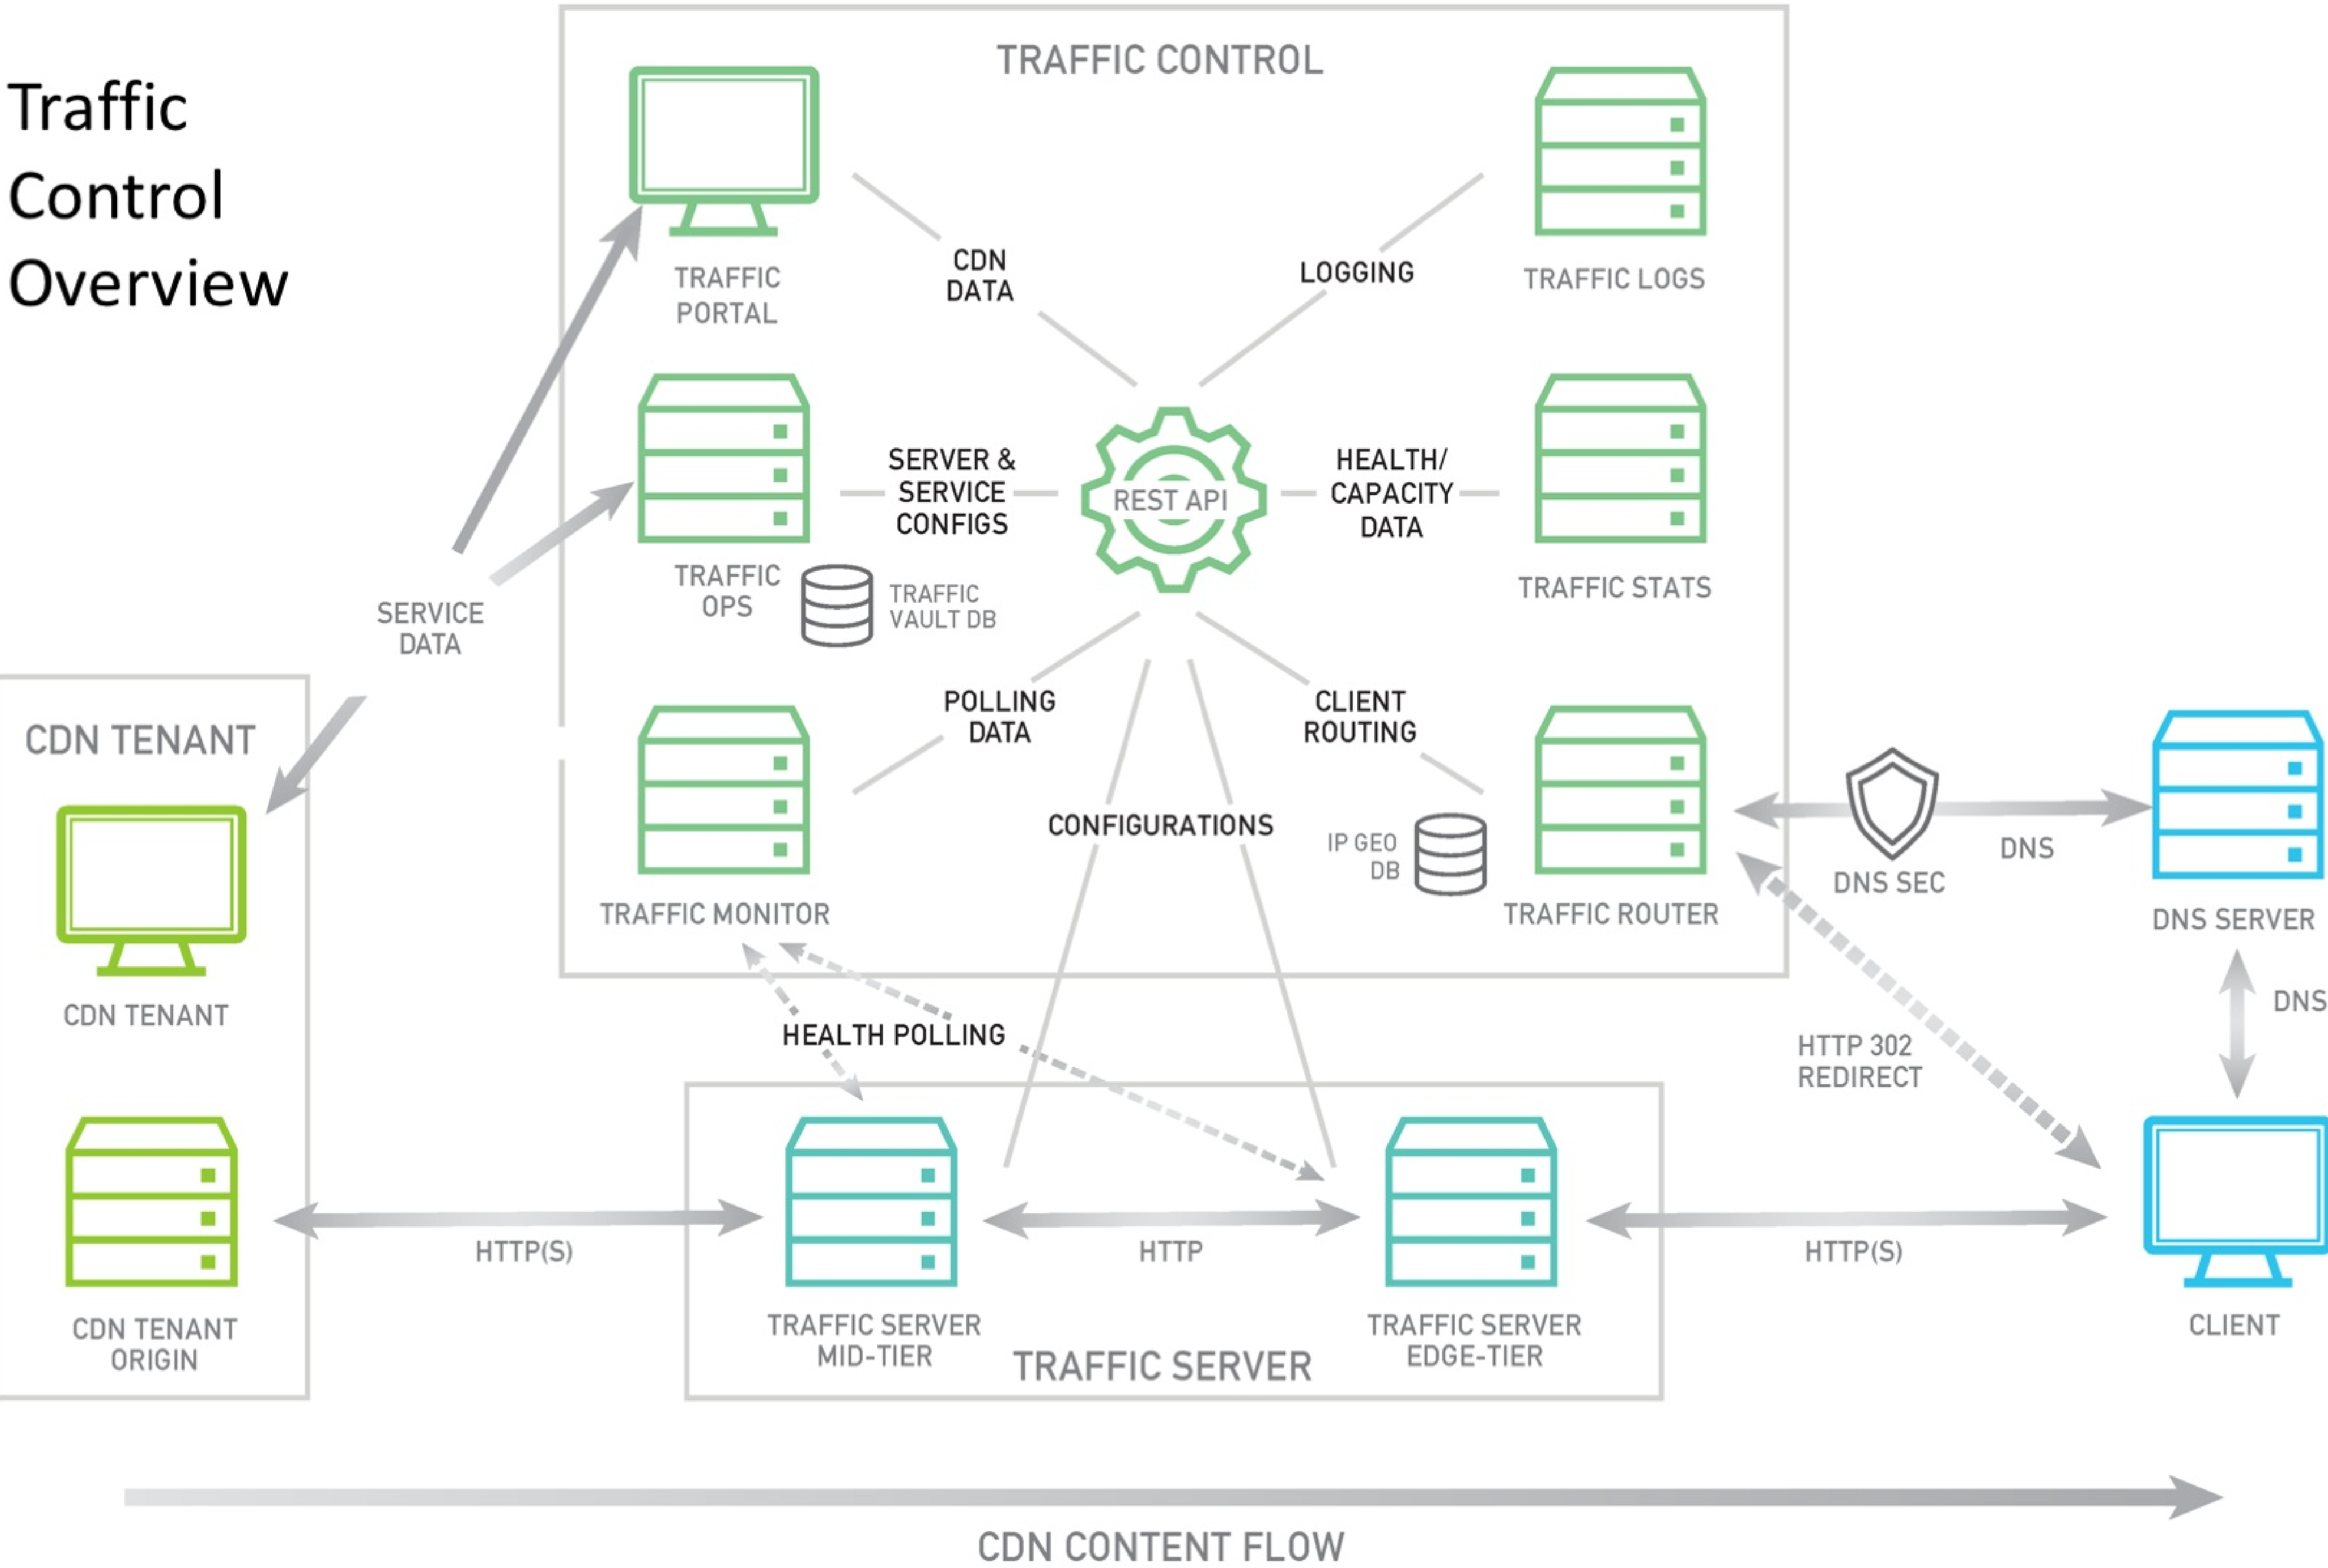 Traffic
Control
Overview
TRAFFIC CONTROL
TRAFFIC
PORTAL
CDN
DATA
LOGGING
TRAFFIC LOGS
SERVER &
SERVICE
CONFIGS
REST API
HEALTH/
CAPACITY
DATA
TRAFFIC
OPS
TRAFFIC
VAULT DB
TRAFFIC STATS
SERVICE
DATA
POLLING
DATA
CLIENT
ROUTING
CDN TENANT
CONFIGURATIONS
IP GEO
DB
DNS SEC
DNS
TRAFFIC MONITOR
TRAFFIC ROUTER
DNS SERVER
CDN TENANT
HEALTH POLLING
HTTP 302
REDIRECT
DNS
HTTP(S)
HTTP
HTTP(S)
CDN TENANT
ORIGIN
TRAFFIC SERVER
MID-TIER
TRAFFIC SERVER
TRAFFIC SERVER
EDGE-TIER
CLIENT
CDN CONTENT FLOW